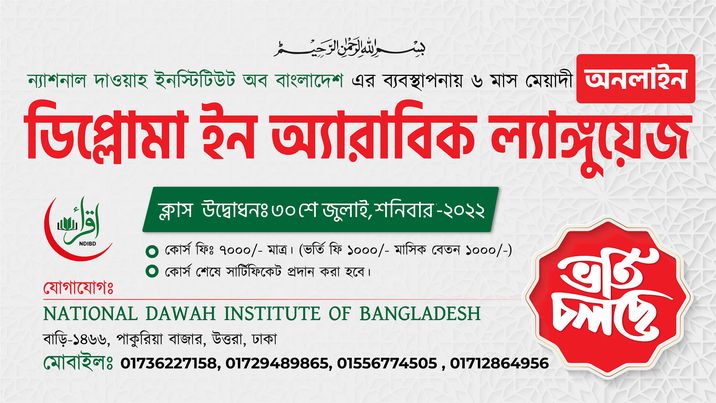 بسم الله الرحمن الرحيم
ন্যাশনাল দাওয়াহ ইনস্টিটিউট অব বাংলাদেশ এর ব্যবস্থাপনায় ৬ মাস মেয়াদী অনলাইন
ডিপ্লোমা ইন অ্যারাবিক ল্যাঙ্গুয়েজ
اقرأ
NDIBD
ক্লাস উদ্বোধনঃ ৩০শে জুলাই, শনিবার -২০২২
কোর্স ফিঃ ৭০০০/- মাত্র। (ভর্তি ফি ১০০০/- মাসিক বেতন ১০০০/-)
কোর্স শেষে সার্টিফিকেট প্রদান করা হবে।
ভর্তি
চলছে
যোগাযোগঃ
NATIONAL DAWAH INSTITUTE OF BANGLADESH
বাড়ি-১৪৬৬, পাকুরিয়া বাজার, উত্তরা, ঢাকা
মোবাইলঃ 01736227158, 01729489865, 01556774505 , 01712864956